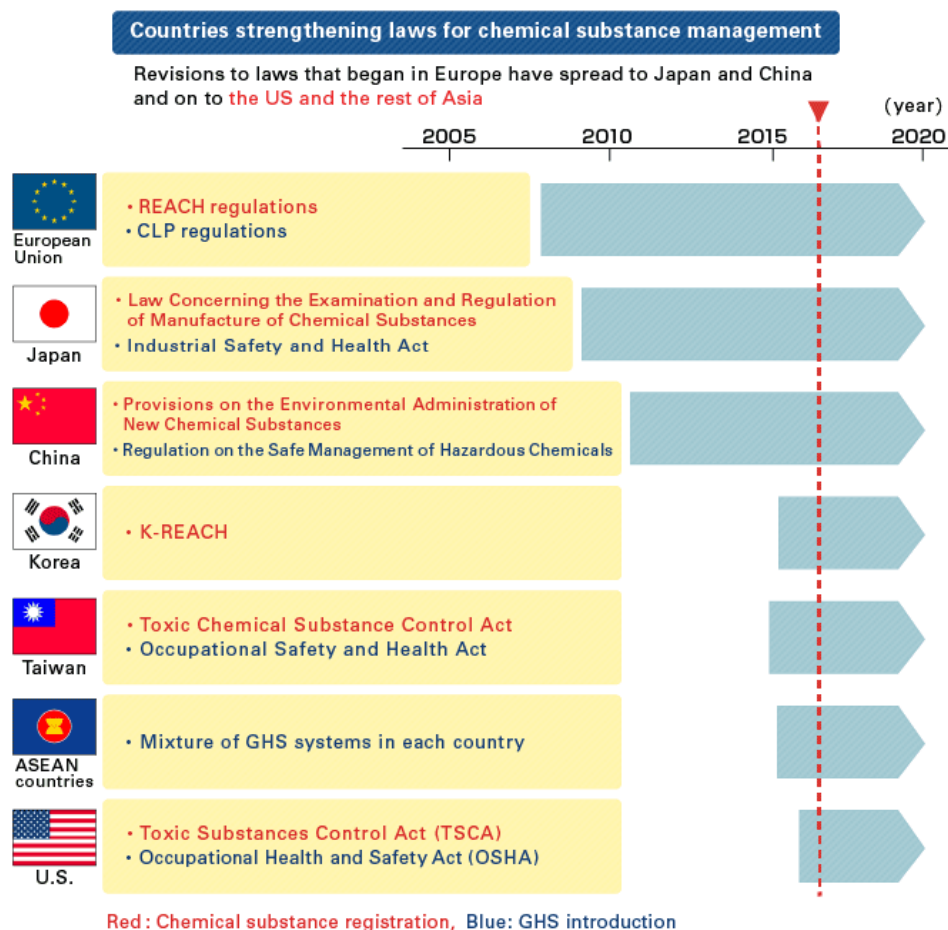 Countries strengthening laws for chemical substance management
Revisions to laws that began in Europe have spread to Japan and China
and on to the US and the rest of Asia
(year)
2005 2010 2015 2020
European
Union
• REACH regulations
• CLP regulations
Japan
• Law Concerning the Examination and Regulation
of Manufacture of Chemical Substances
• Industrial Safety and Health Act
China
• Provisions on the Environmental Administration of
New Chemical Substances
• Regulation on the Safe Management of Hazardous Chemicals
Korea
• K-REACH
Taiwan
• Toxic Chemical Substance Control Act
• Occupational Safety and Health Act
ASEAN
countries
• Mixture of GHS systems in each country
U.S.
• Toxic Substances Control Act (TSCA)
• Occupational Health and Safety Act (OSHA)
Red : Chemical substance registration, Blue: GHS introduction